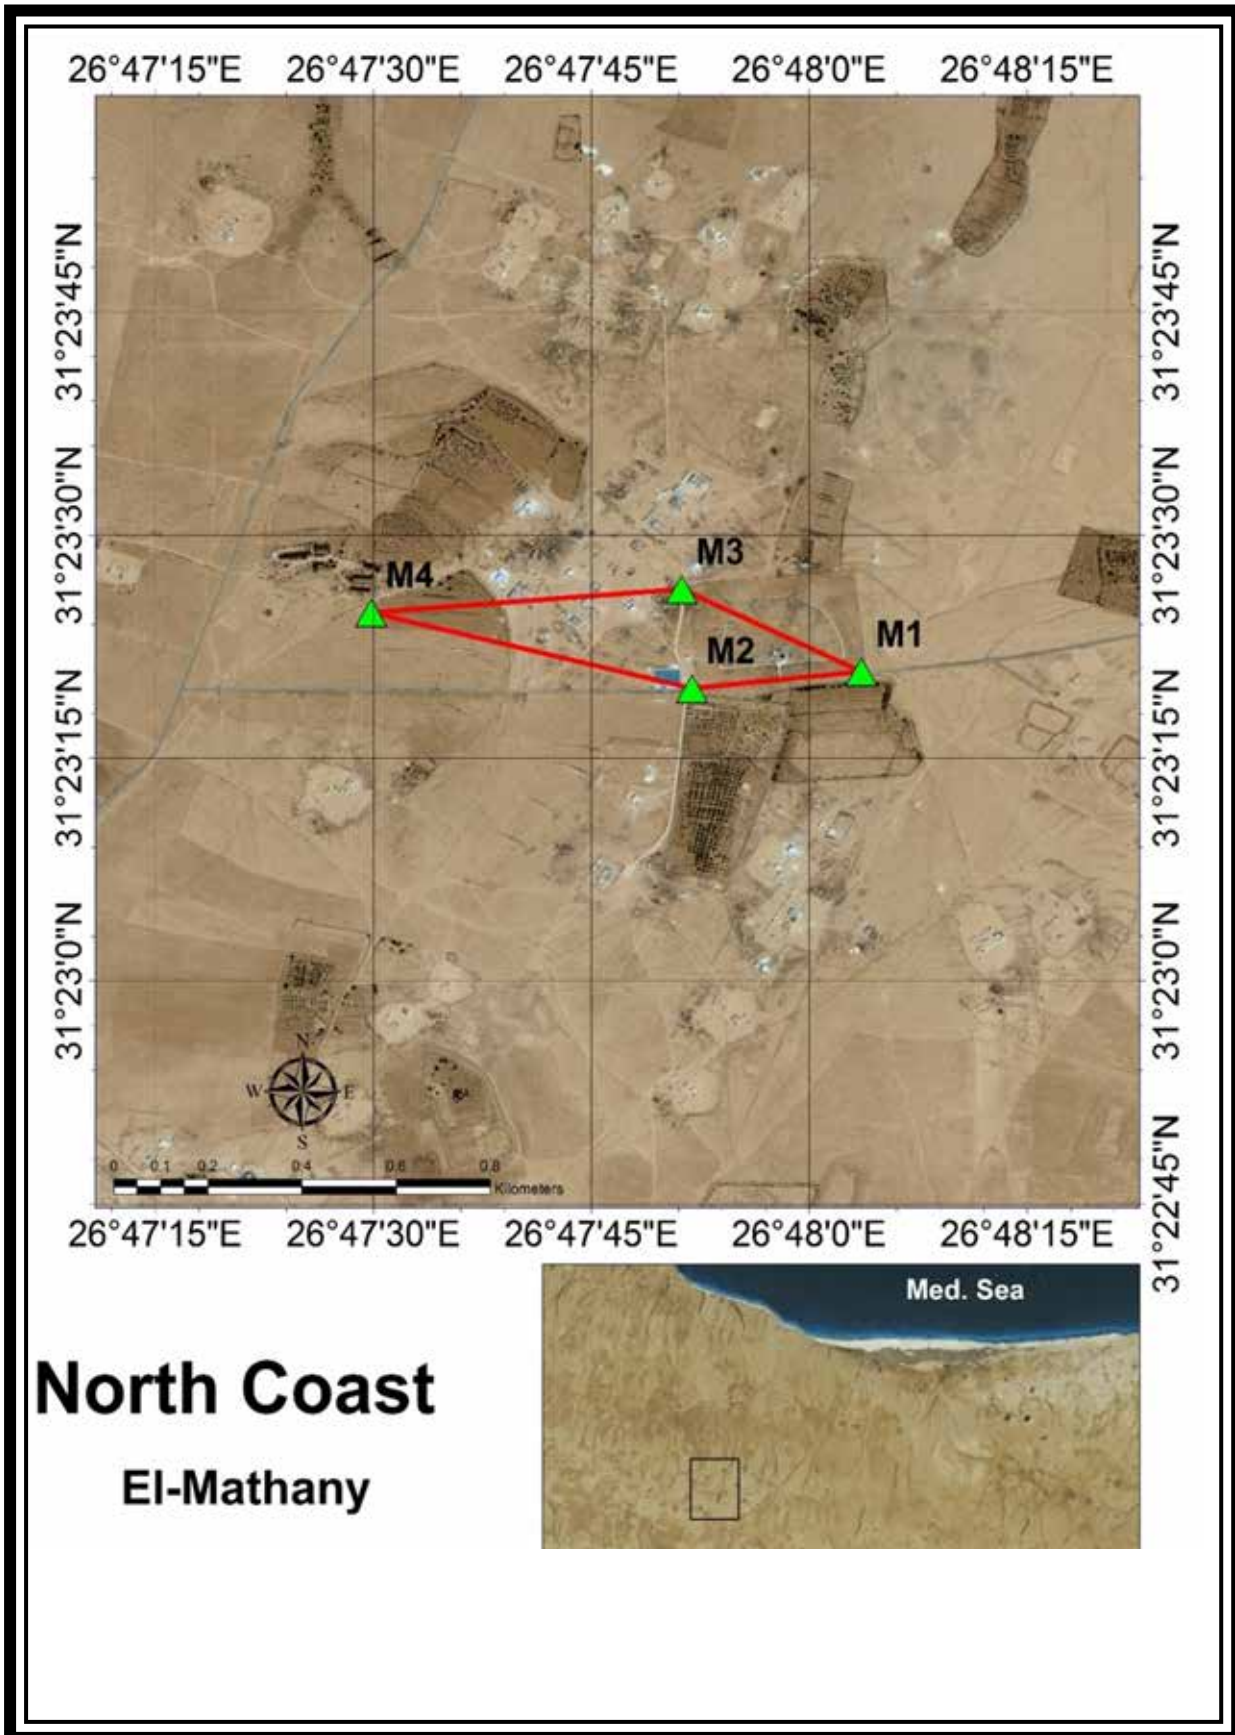 26°47'15"E 26°47'30"E 26°47'45"E 26°48'0"E 26°48'15"E
31°23'45"N 31°23'45"N
31°23'30"N 31°23'30"N
M3
M4
M1
M2
31°23'15"N 31°23'15"N
31°23'0"N 31°23'0"N
N
W E
S
0 0.1 0.2 0.4 0.6 0.8
Kilometers
31°22'45"N
26°47'15"E 26°47'30"E 26°47'45"E 26°48'0"E 26°48'15"E
Med. Sea
North Coast
El-Mathany